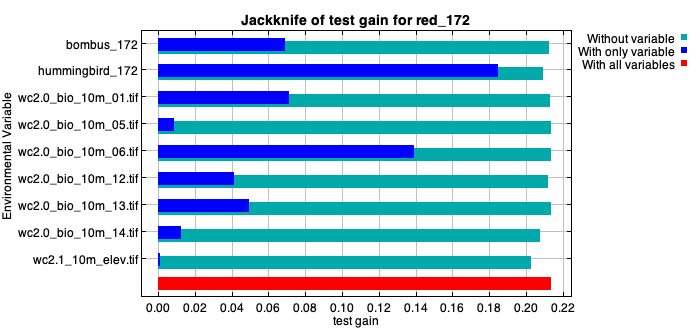 Jackknife of test gain for red_172
Without variable
With only variable
With all variables
Environmental Variable
bombus_172
hummingbird_172
wc2.0_bio_10m_01.tif
wc2.0_bio_10m_05.tif
wc2.0_bio_10m_06.tif
wc2.0_bio_10m_12.tif
wc2.0_bio_10m_13.tif
wc2.0_bio_10m_14.tif
wc2.1_10m_elev.tif
0.00 0.02 0.04 0.06 0.08 0.10 0.12 0.14 0.16 0.18 0.20 0.22
test gain